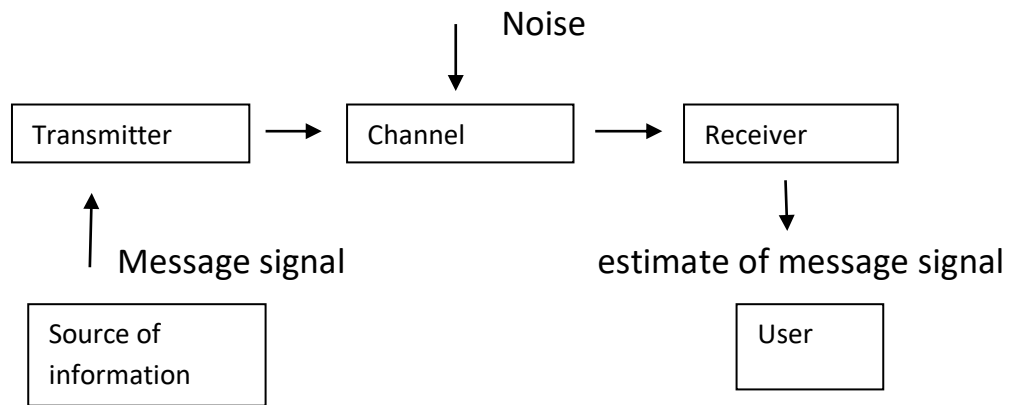 Noise
Transmitter
Channel
Receiver
Message signal
estimate of message signal
Source of
information
User